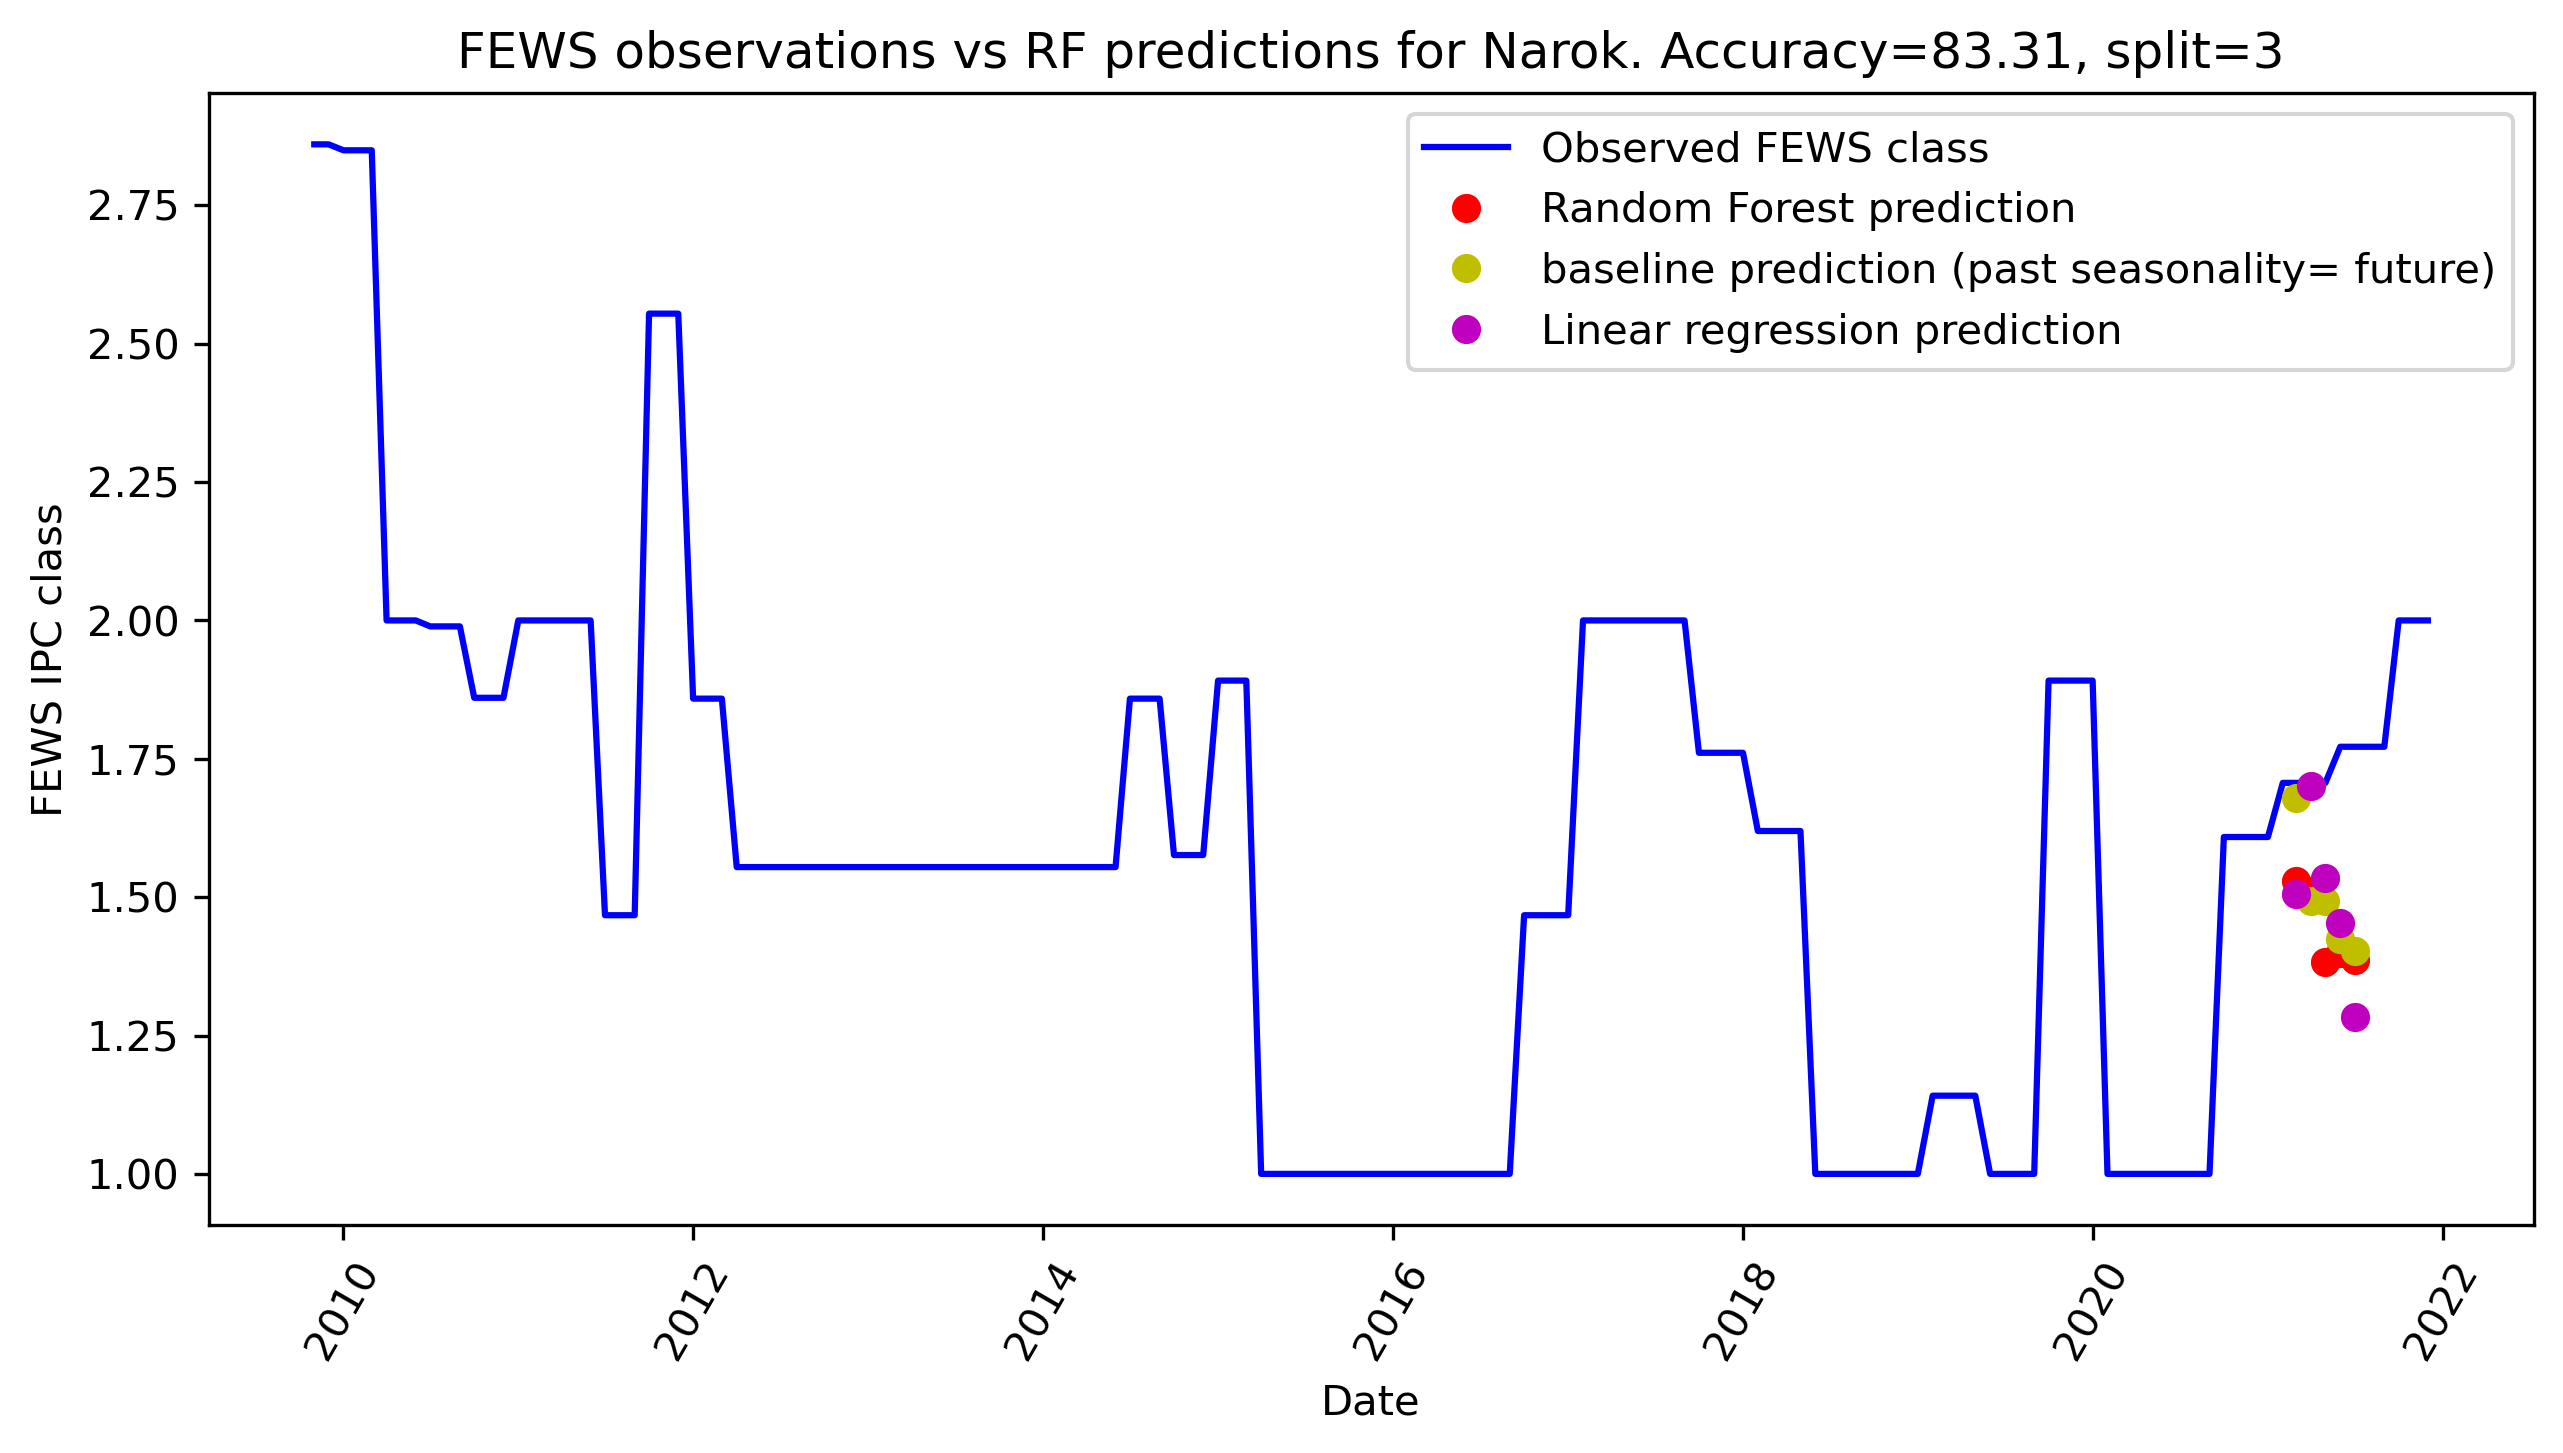 FEWS observations vs RF predictions for Narok. Accuracy=83.31, split=3
Observed FEWS class
Random Forest prediction
baseline prediction (past seasonality= future)
Linear regression prediction
FEWS IPC class
2.75
2.50
2.25
2.00
1.75
1.50
1.25
1.00
2010
2012
2014
2016
2018
2020
2022
Date